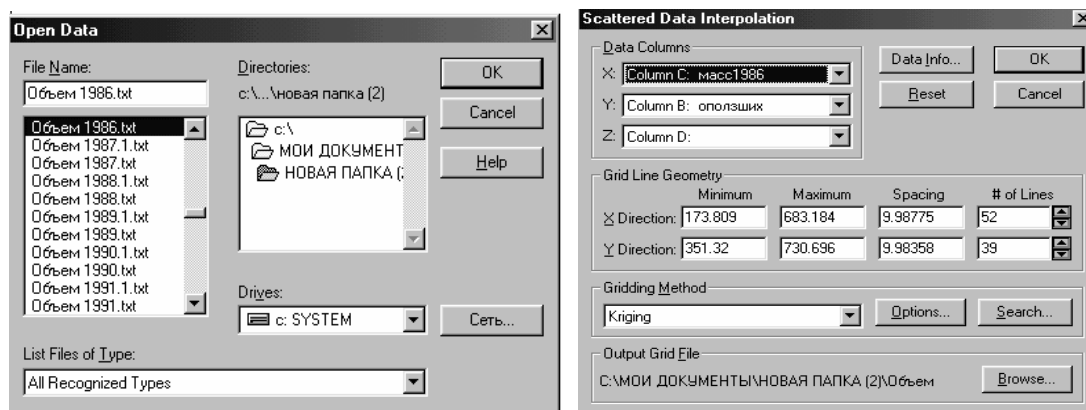 Open Data
File Name:
Объем 1986.txt
Объем 1986.txt
Объем 1987.1.txt
Объем 1987.txt
Объем 1988.1.txt
Объем 1988.txt
Объем 1989.1.txt
Объем 1989.txt
Объем 1990.1.txt
Объем 1990.txt
Объем 1991.1.txt
Объем 1991.txt
List Files of Type:
All Recognized Types
Directories:
c:\...\новая папка (2)
c:\
МОИ ДОКУМЕНТ
НОВАЯ ПАПКА (
Drives:
c: SYSTEM
OK
Cancel
Help
Сеть...
Scattered Data Interpolation
Data Columns
X: Column C: масс1986
Y: Column B: оползших
Z: Column D:
Data Info...
OK
Reset
Cancel
Grid Line Geometry
Minimum Maximum Spacing # of Lines
X Direction: 173.809 683.184 9.98775 52
Y Direction: 351.32 730.696 9.98358 39
Gridding Method
Kriging
Options...
Search...
Output Grid File
C:\МОИ ДОКУМЕНТЫ\НОВАЯ ПАПКА (2)\Объем
Browse...